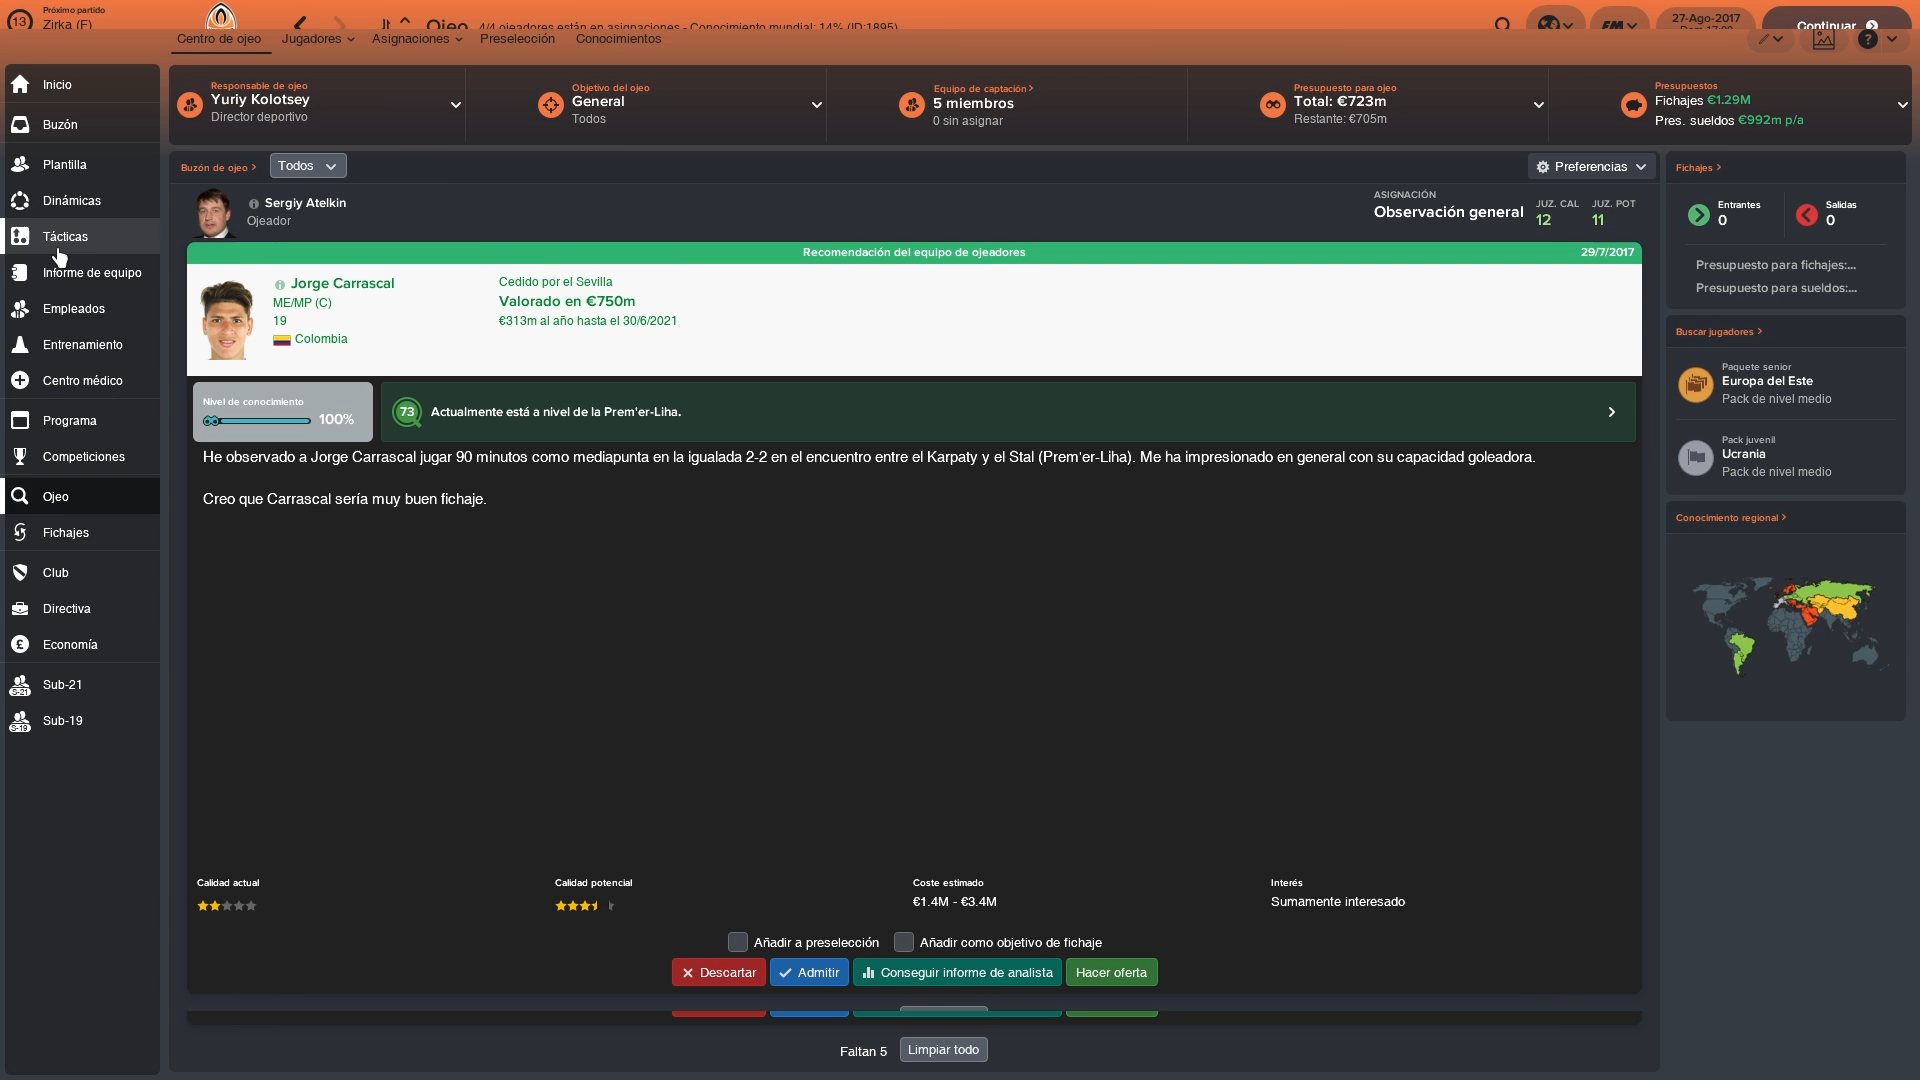 13
Próximo partido
Zirka (F)
Ojeo
4/4 ojeadores están en asignaciones - Conocimiento mundial: 14% (ID:1895)
FM
27-Ago-2017
Dom 17:00
Continuar
Centro de ojeo
Jugadores
Asignaciones
Preselección
Conocimientos
Inicio
Buzón
Plantilla
Dinámicas
Tácticas
Informe de equipo
Empleados
Entrenamiento
Centro médico
Programa
Competiciones
Ojeo
Fichajes
Club
Directiva
Economía
S-21
Sub-21
S-19
Sub-19
Responsable de ojeo
Yuriy Kolotsey
Director deportivo
Objetivo del ojeo
General
Todos
Equipo de captación >
5 miembros
0 sin asignar
Presupuesto para ojeo
Total: €723m
Restante: €705m
Presupuestos
Fichajes €1.29M
Pres. sueldos €992m p/a
Buzón de ojeo >
Todos
Preferencias
Sergiy Atelkin
Ojeador
ASIGNACIÓN
Observación general
JUZ. CAL
12
JUZ. POT
11
Recomendación del equipo de ojeadores
29/7/2017
Jorge Carrascal
ME/MP (C)
19
Colombia
Cedido por el Sevilla
Valorado en €750m
€313m al año hasta el 30/6/2021
Nivel de conocimiento
100%
73
Actualmente está a nivel de la Prem'er-Liha.
He observado a Jorge Carrascal jugar 90 minutos como mediapunta en la igualada 2-2 en el encuentro entre el Karpaty y el Stal (Prem'er-Liha). Me ha impresionado en general con su capacidad goleadora.
Creo que Carrascal sería muy buen fichaje.
Calidad actual
Calidad potencial
Coste estimado
€1.4M - €3.4M
Interés
Sumamente interesado
Añadir a preselección
Añadir como objetivo de fichaje
Descartar
Admitir
Conseguir informe de analista
Hacer oferta
Faltan 5
Limpiar todo
Fichajes >
Entrantes
0
Salidas
0
Presupuesto para fichajes:...
Presupuesto para sueldos:...
Buscar jugadores >
Paquete senior
Europa del Este
Pack de nivel medio
Pack juvenil
Ucrania
Pack de nivel medio
Conocimiento regional >